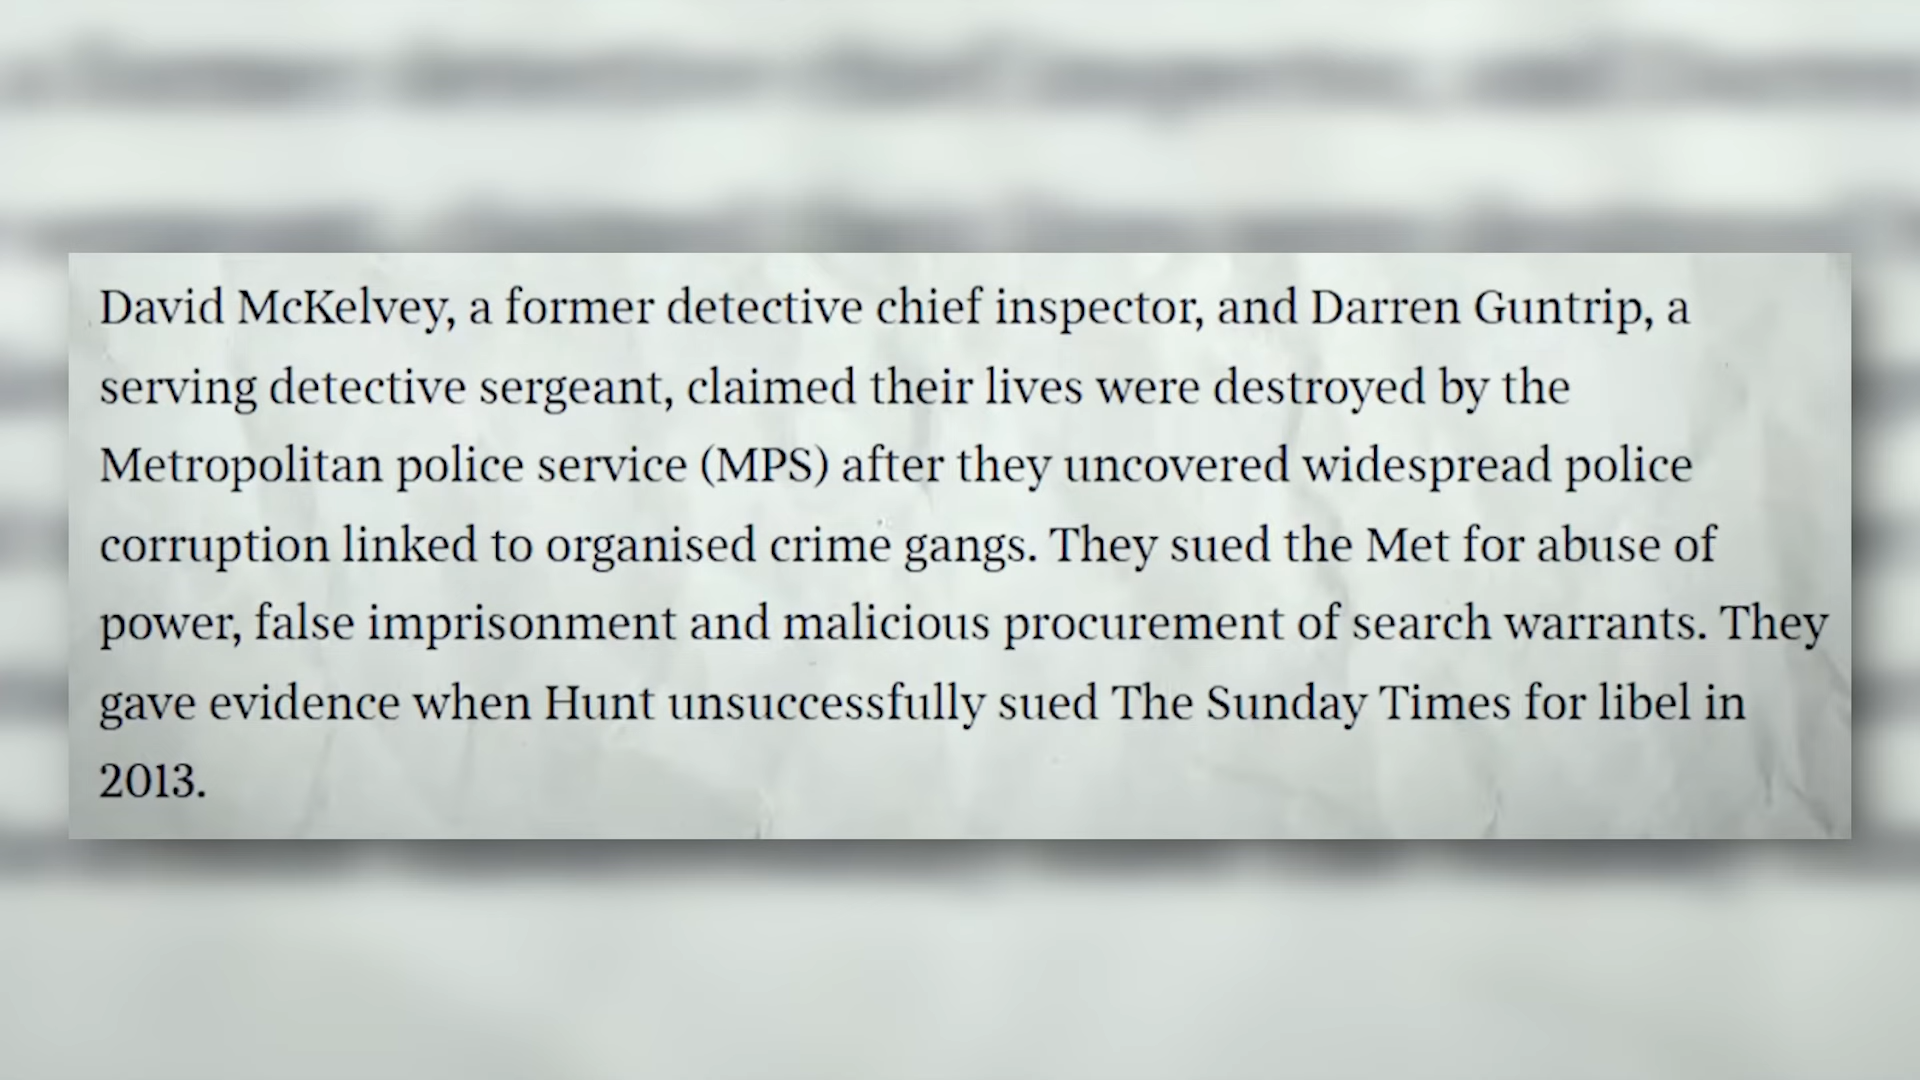 David McKelvey, a former detective chief inspector, and Darren Guntrip, a
serving detective sergeant, claimed their lives were destroyed by the
Metropolitan police service (MPS) after they uncovered widespread police
corruption linked to organised crime gangs. They sued the Met for abuse of
power, false imprisonment and malicious procurement of search warrants. They
gave evidence when Hunt unsuccessfully sued The Sunday Times for libel in
2013.